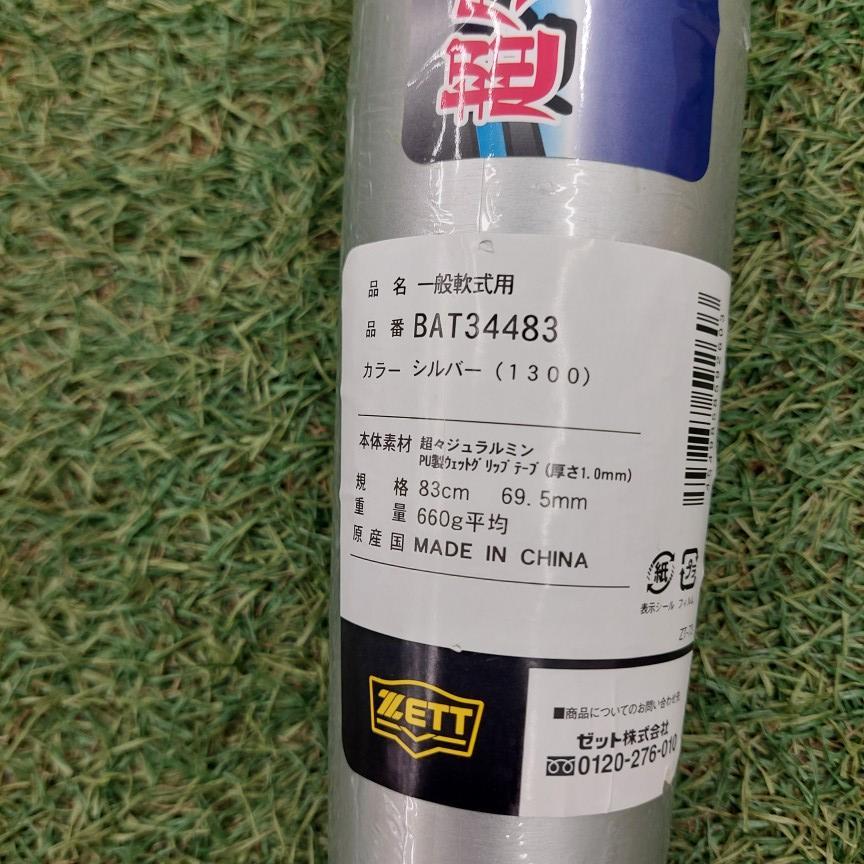 超
品名 一般軟式用
品番 BAT34483
カラー シルバー（1300）
本体素材 超々ジュラルミン
PU製ウェットグリップテープ（厚さ1.0mm）
規格 83cm 69.5mm
重量 660g平均
原産国 MADE IN CHINA
紙 プラ
表示シール フィルム
ZETT
■商品についてのお問い合わせ先
ゼット株式会社
0120-276-010